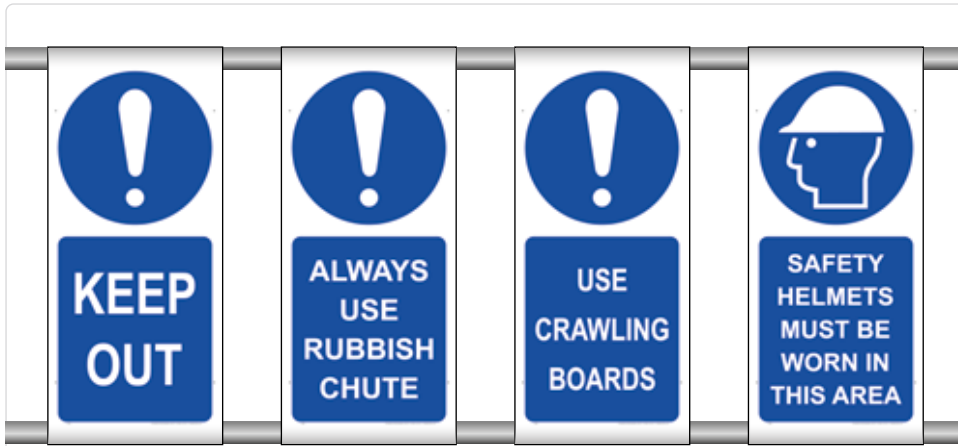 KEEP
OUT
ALWAYS
USE
RUBBISH
CHUTE
USE
CRAWLING
BOARDS
SAFETY
HELMETS
MUST BE
WORN IN
THIS AREA